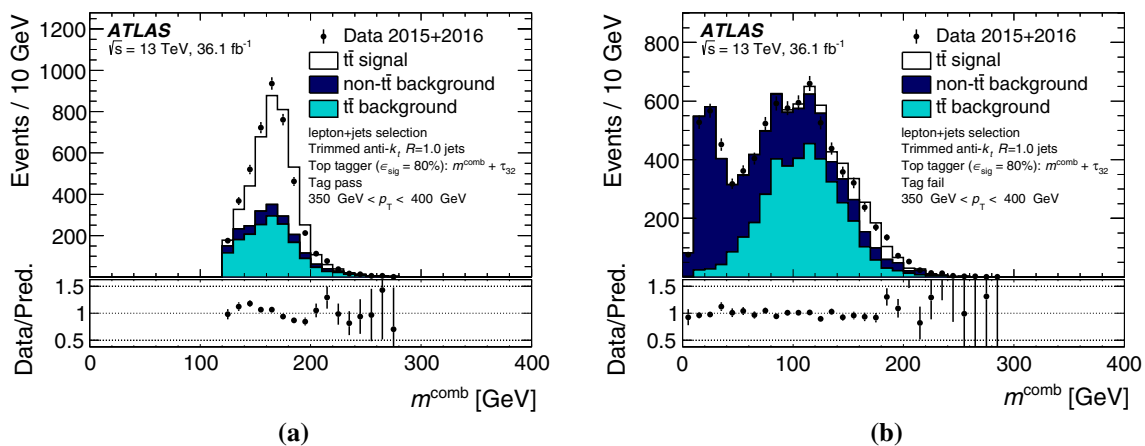 ATLAS
√s = 13 TeV, 36.1 fb⁻¹
Data 2015+2016
tt̄ signal
non-tt̄ background
tt̄ background
lepton+jets selection
Trimmed anti-kₜ R=1.0 jets
Top tagger (ϵsig = 80%): m^comb + τ₃₂
Tag pass
350 GeV < p_T < 400 GeV
Events / 10 GeV
1200
1000
800
600
400
200
Data/Pred.
1.5
1
0.5
0 100 200 300 400
m^comb [GeV]
(a)
ATLAS
√s = 13 TeV, 36.1 fb⁻¹
Data 2015+2016
tt̄ signal
non-tt̄ background
tt̄ background
lepton+jets selection
Trimmed anti-kₜ R=1.0 jets
Top tagger (ϵsig = 80%): m^comb + τ₃₂
Tag fail
350 GeV < p_T < 400 GeV
Events / 10 GeV
800
600
400
200
Data/Pred.
1.5
1
0.5
0 100 200 300 400
m^comb [GeV]
(b)